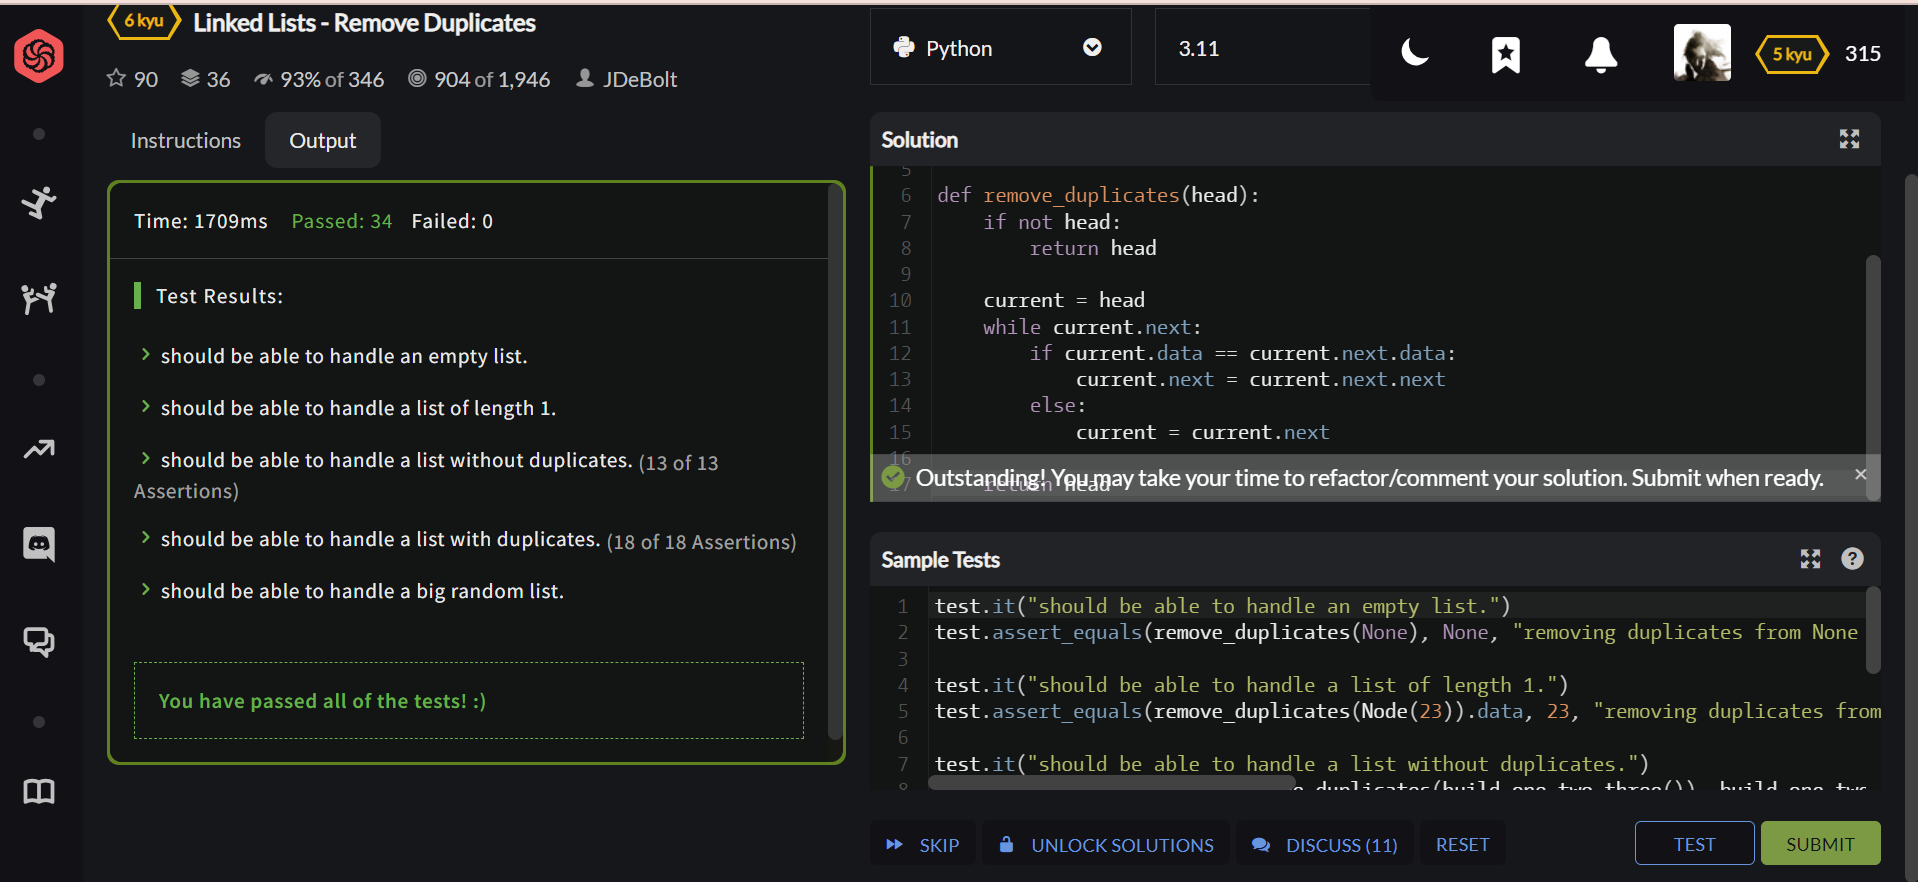 6 kyu Linked Lists - Remove Duplicates
90 36 93% of 346 904 of 1,946 JDeBolt
Python
3.11
5 kyu 315
Instructions Output
Time: 1709ms Passed: 34 Failed: 0
Test Results:
should be able to handle an empty list.
should be able to handle a list of length 1.
should be able to handle a list without duplicates. (13 of 13
Assertions)
should be able to handle a list with duplicates. (18 of 18 Assertions)
should be able to handle a big random list.
You have passed all of the tests! :)
Solution
5
6 def remove_duplicates(head):
7     if not head:
8         return head
9
10     current = head
11     while current.next:
12         if current.data == current.next.data:
13             current.next = current.next.next
14         else:
15             current = current.next
16
17     return head
Outstanding! You may take your time to refactor/comment your solution. Submit when ready.
Sample Tests
1 test.it("should be able to handle an empty list.")
2 test.assert_equals(remove_duplicates(None), None, "removing duplicates from None
3
4 test.it("should be able to handle a list of length 1.")
5 test.assert_equals(remove_duplicates(Node(23)).data, 23, "removing duplicates from
6
7 test.it("should be able to handle a list without duplicates.")
8 e_duplicates(build_one_two_three()), build_one_two
SKIP UNLOCK SOLUTIONS DISCUSS (11) RESET TEST SUBMIT